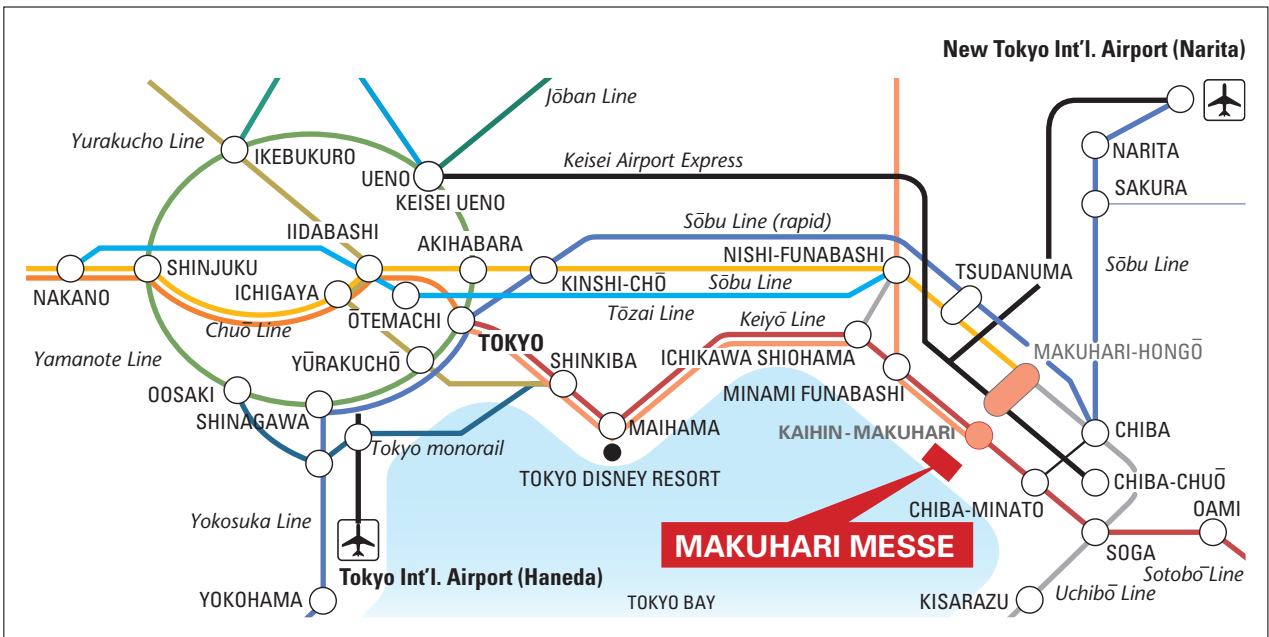 New Tokyo Int'l. Airport (Narita)
Jōban Line
Yurakucho Line
IKEBUKURO
Keisei Airport Express
NARITA
UENO
KEISEI UENO
SAKURA
Sōbu Line (rapid)
IIDABASHI
AKIHABARA
NISHI-FUNABASHI
SHINJUKU
TSUDANUMA
Sōbu Line
NAKANO
ICHIGAYA
KINSHI-CHŌ
Sōbu Line
ŌTEMACHI
Tōzai Line
Chuō Line
Keiyō Line
TOKYO
MAKUHARI-HONGŌ
Yamanote Line
YŪRAKUCHŌ
SHINKIBA
ICHIKAWA SHIOHAMA
OOSAKI
MINAMI FUNABASHI
SHINAGAWA
MAIHAMA
KAIHIN-MAKUHARI
CHIBA
Tokyo monorail
TOKYO DISNEY RESORT
CHIBA-CHUŌ
CHIBA-MINATO
OAMI
Yokosuka Line
MAKUHARI MESSE
SOGA
Sotobō Line
Tokyo Int'l. Airport (Haneda)
Uchibō Line
YOKOHAMA
TOKYO BAY
KISARAZU